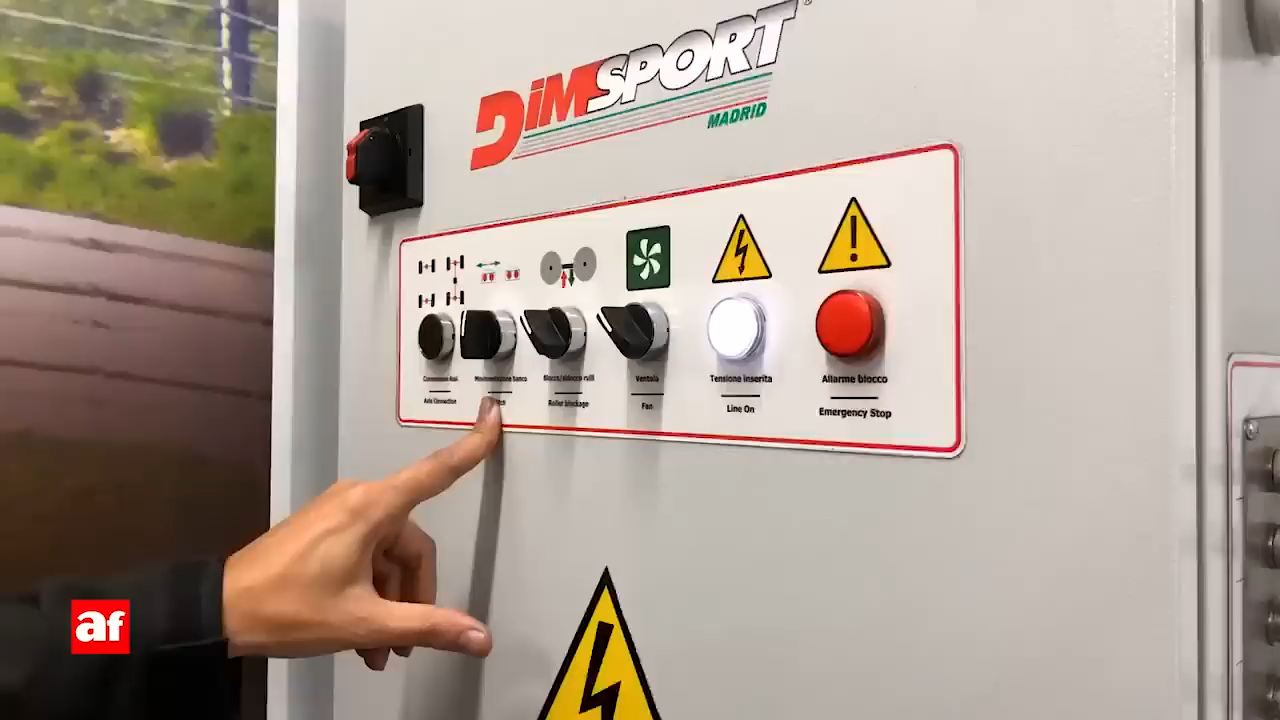 DiMSPORT
MADRID
Connessione Assi
Axle Connection
Movimentazione banco
Blocco/sblocco rulli
Roller blockage
Ventola
Fan
Tensione inserita
Line On
Allarme blocco
Emergency Stop
af